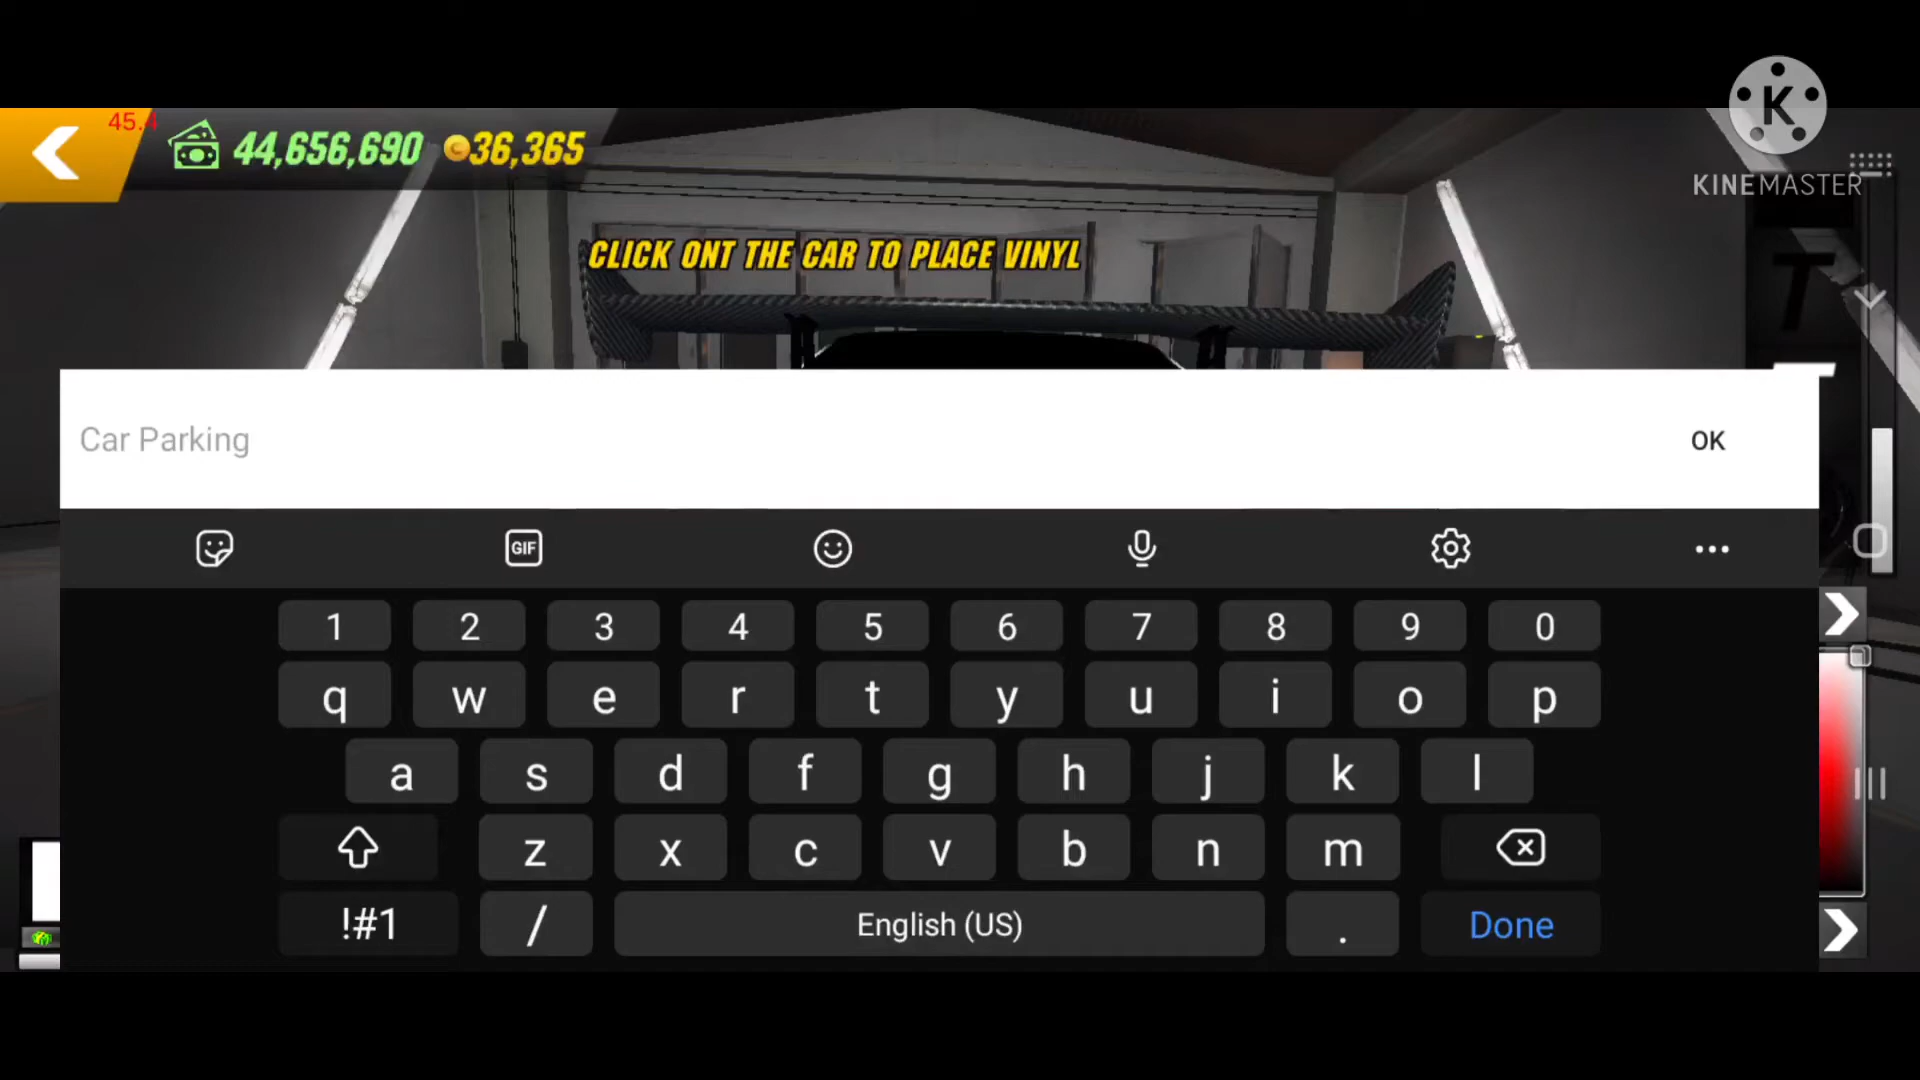 45.4
44,656,690 C 36,365
K
KINEMASTER
CLICK ONT THE CAR TO PLACE VINYL
T
Car Parking
OK
GIF
1 2 3 4 5 6 7 8 9 0
q w e r t y u i o p
a s d f g h j k l
z x c v b n m
!#1 / English (US) . Done